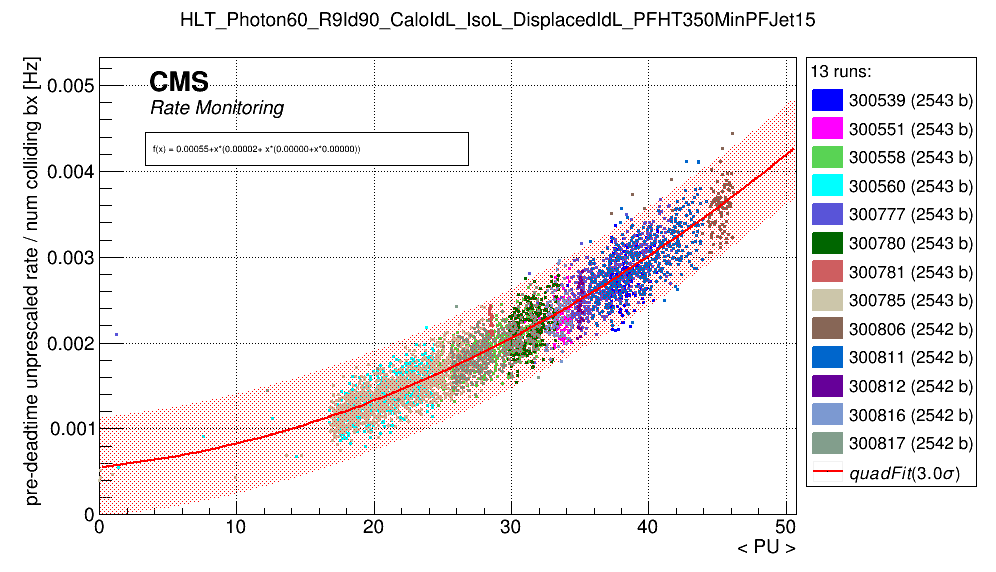 HLT_Photon60_R9Id90_CaloIdL_IsoL_DisplacedIdL_PFHT350MinPFJet15
pre-deadtime unprescaled rate / num colliding bx [Hz]
CMS
Rate Monitoring
f(x) = 0.00055+x*(0.00002+ x*(0.00000+x*0.00000))
0.005
0.004
0.003
0.002
0.001
0
0 10 20 30 40 50
< PU >
13 runs:
300539 (2543 b)
300551 (2543 b)
300558 (2543 b)
300560 (2543 b)
300777 (2543 b)
300780 (2543 b)
300781 (2543 b)
300785 (2543 b)
300806 (2542 b)
300811 (2542 b)
300812 (2542 b)
300816 (2542 b)
300817 (2542 b)
quadFit(3.0σ)